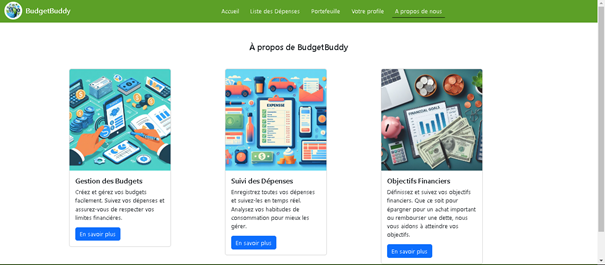 BudgetBuddy
Accueil Liste des Dépenses Portefeuille Votre profile A propos de nous
À propos de BudgetBuddy
Gestion des Budgets
Créez et gérez vos budgets
facilement. Suivez vos dépenses et
assurez-vous de respecter vos
limites financières.
En savoir plus
EXPENSE
Suivi des Dépenses
Enregistrez toutes vos dépenses
et suivez-les en temps réel.
Analysez vos habitudes de
consommation pour mieux les
gérer.
En savoir plus
FINANCIAL GOALS
Objectifs Financiers
Définissez et suivez vos objectifs
financiers. Que ce soit pour
épargner pour un achat important
ou rembourser une dette, nous
vous aidons à atteindre vos
objectifs.
En savoir plus